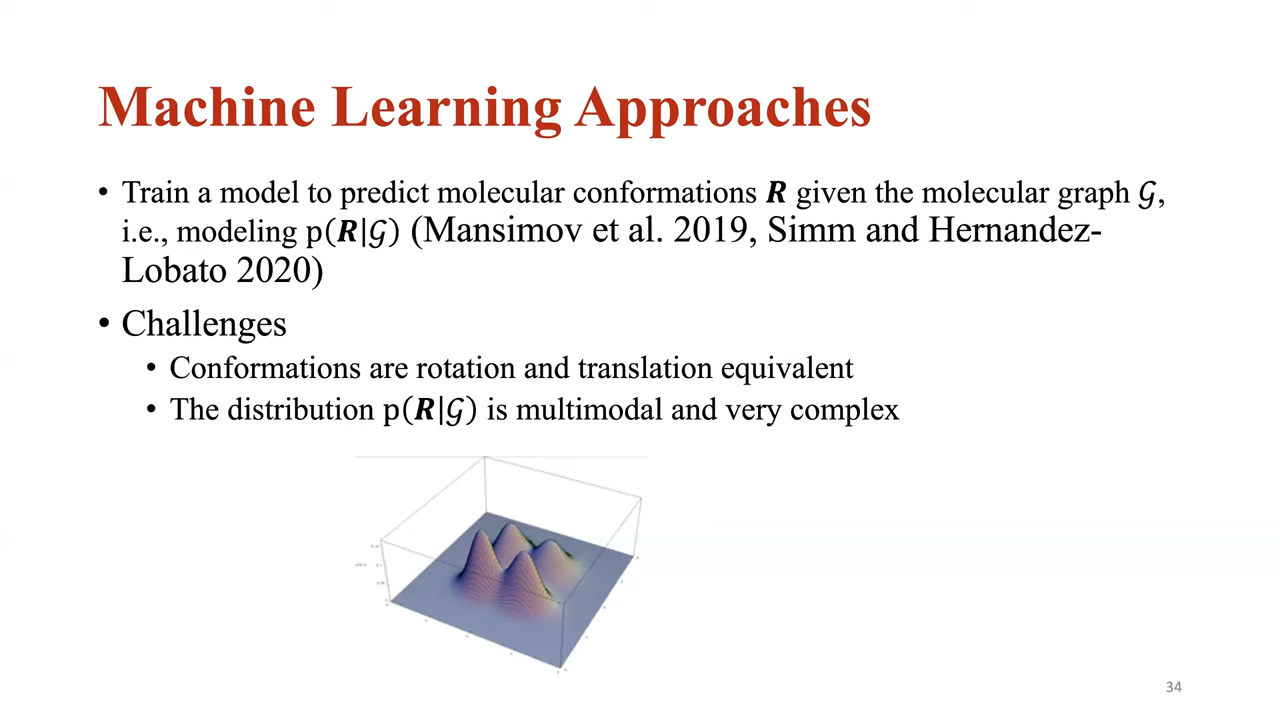 Machine Learning Approaches
• Train a model to predict molecular conformations 𝑹 given the molecular graph 𝒢,
i.e., modeling p(𝑹|𝒢) (Mansimov et al. 2019, Simm and Hernandez-
Lobato 2020)
• Challenges
• Conformations are rotation and translation equivalent
• The distribution p(𝑹|𝒢) is multimodal and very complex
34